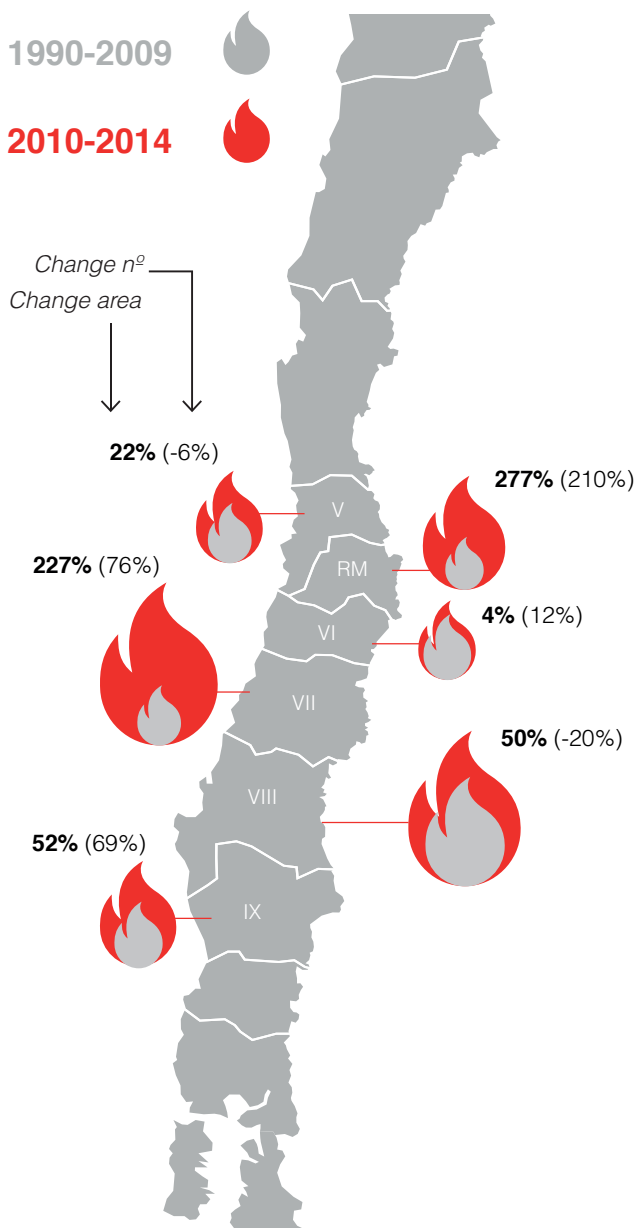 1990-2009
2010-2014
Change nº
Change area
22% (-6%)
277% (210%)
V
227% (76%)
RM
4% (12%)
VI
VII
50% (-20%)
VIII
52% (69%)
IX